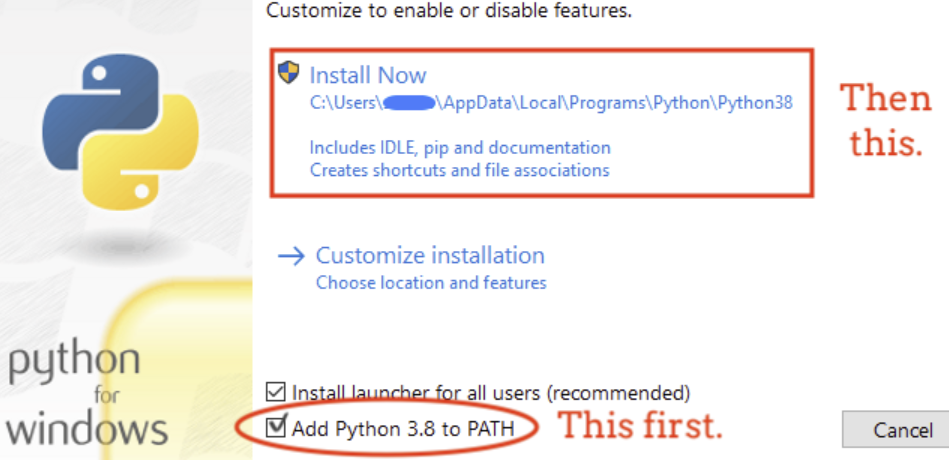 Customize to enable or disable features.
Install Now
C:\Users\ \AppData\Local\Programs\Python\Python38
Includes IDLE, pip and documentation
Creates shortcuts and file associations
Then
this.
Customize installation
Choose location and features
python
for
windows
Install launcher for all users (recommended)
Add Python 3.8 to PATH
This first.
Cancel